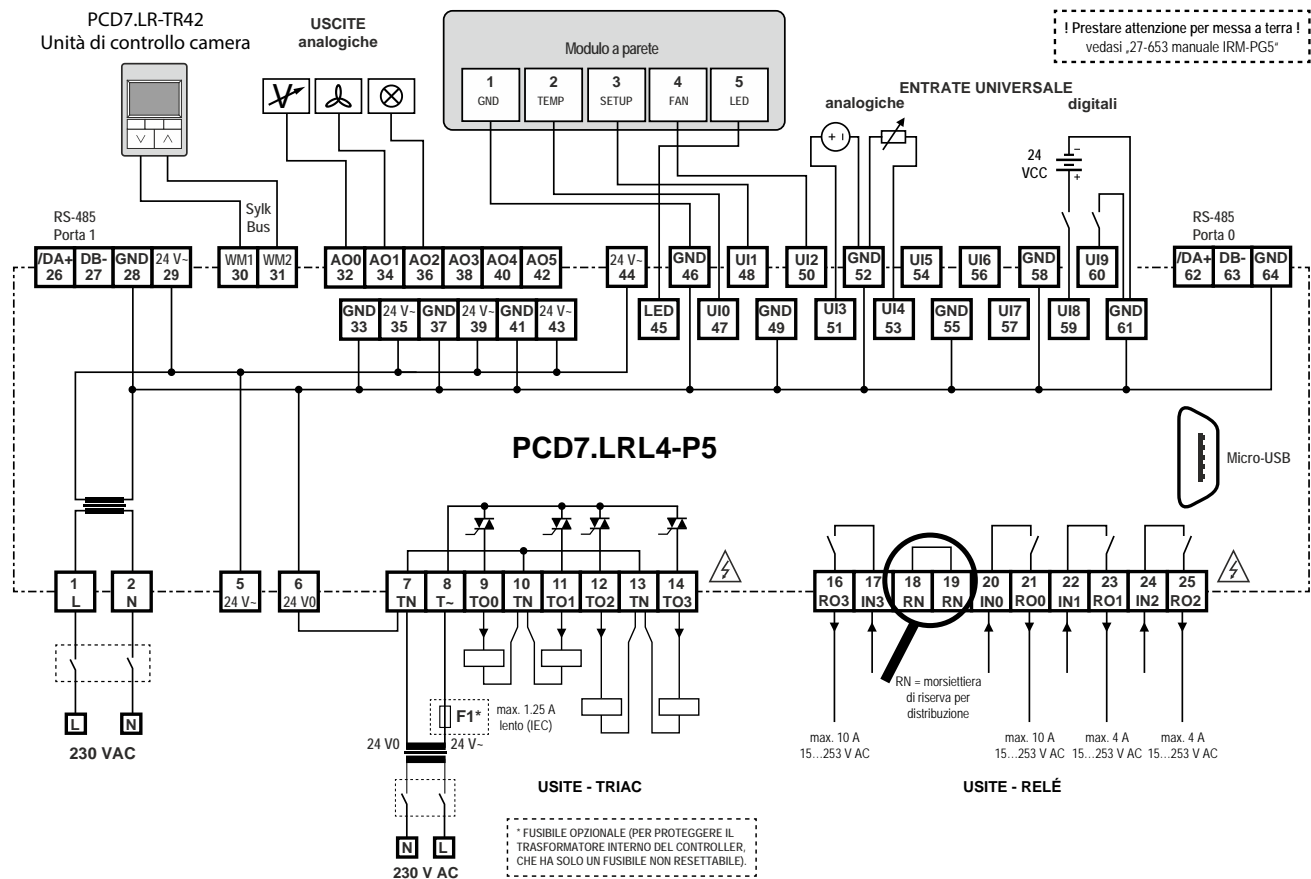 PCD7.LR-TR42
Unità di controllo camera
USCITE
analogiche
Modulo a parete
1
GND
2
TEMP
3
SETUP
4
FAN
5
LED
! Prestare attenzione per messa a terra !
vedasi „27-653 manuale IRM-PG5“
ENTRATE UNIVERSALE
analogiche
digitali
24
VCC
RS-485
Porta 1
Sylk
Bus
RS-485
Porta 0
/DA+
26
DB-
27
GND
28
24 V~
29
WM1
30
WM2
31
AO0
32
AO1
34
AO2
36
AO3
38
AO4
40
AO5
42
24 V~
44
GND
46
UI1
48
UI2
50
GND
52
UI5
54
UI6
56
GND
58
UI9
60
/DA+
62
DB-
63
GND
64
GND
33
24 V~
35
GND
37
24 V~
39
GND
41
24 V~
43
LED
45
UI0
47
GND
49
UI3
51
UI4
53
GND
55
UI7
57
UI8
59
GND
61
PCD7.LRL4-P5
Micro-USB
1
L
2
N
5
24 V~
6
24 V0
7
TN
8
T~
9
TO0
10
TN
11
TO1
12
TO2
13
TN
14
TO3
16
RO3
17
IN3
18
RN
19
RN
20
IN0
21
RO0
22
IN1
23
RO1
24
IN2
25
RO2
L
N
230 VAC
F1*
max. 1.25 A
lento (IEC)
24 V0
24 V~
N
L
230 V AC
USITE - TRIAC
* FUSIBILE OPZIONALE (PER PROTEGGERE IL
TRASFORMATORE INTERNO DEL CONTROLLER,
CHE HA SOLO UN FUSIBILE NON RESETTABILE).
RN = morsiettiera
di riserva per
distribuzione
max. 10 A
15...253 V AC
max. 10 A
15...253 V AC
max. 4 A
15...253 V AC
max. 4 A
15...253 V AC
USITE - RELÉ